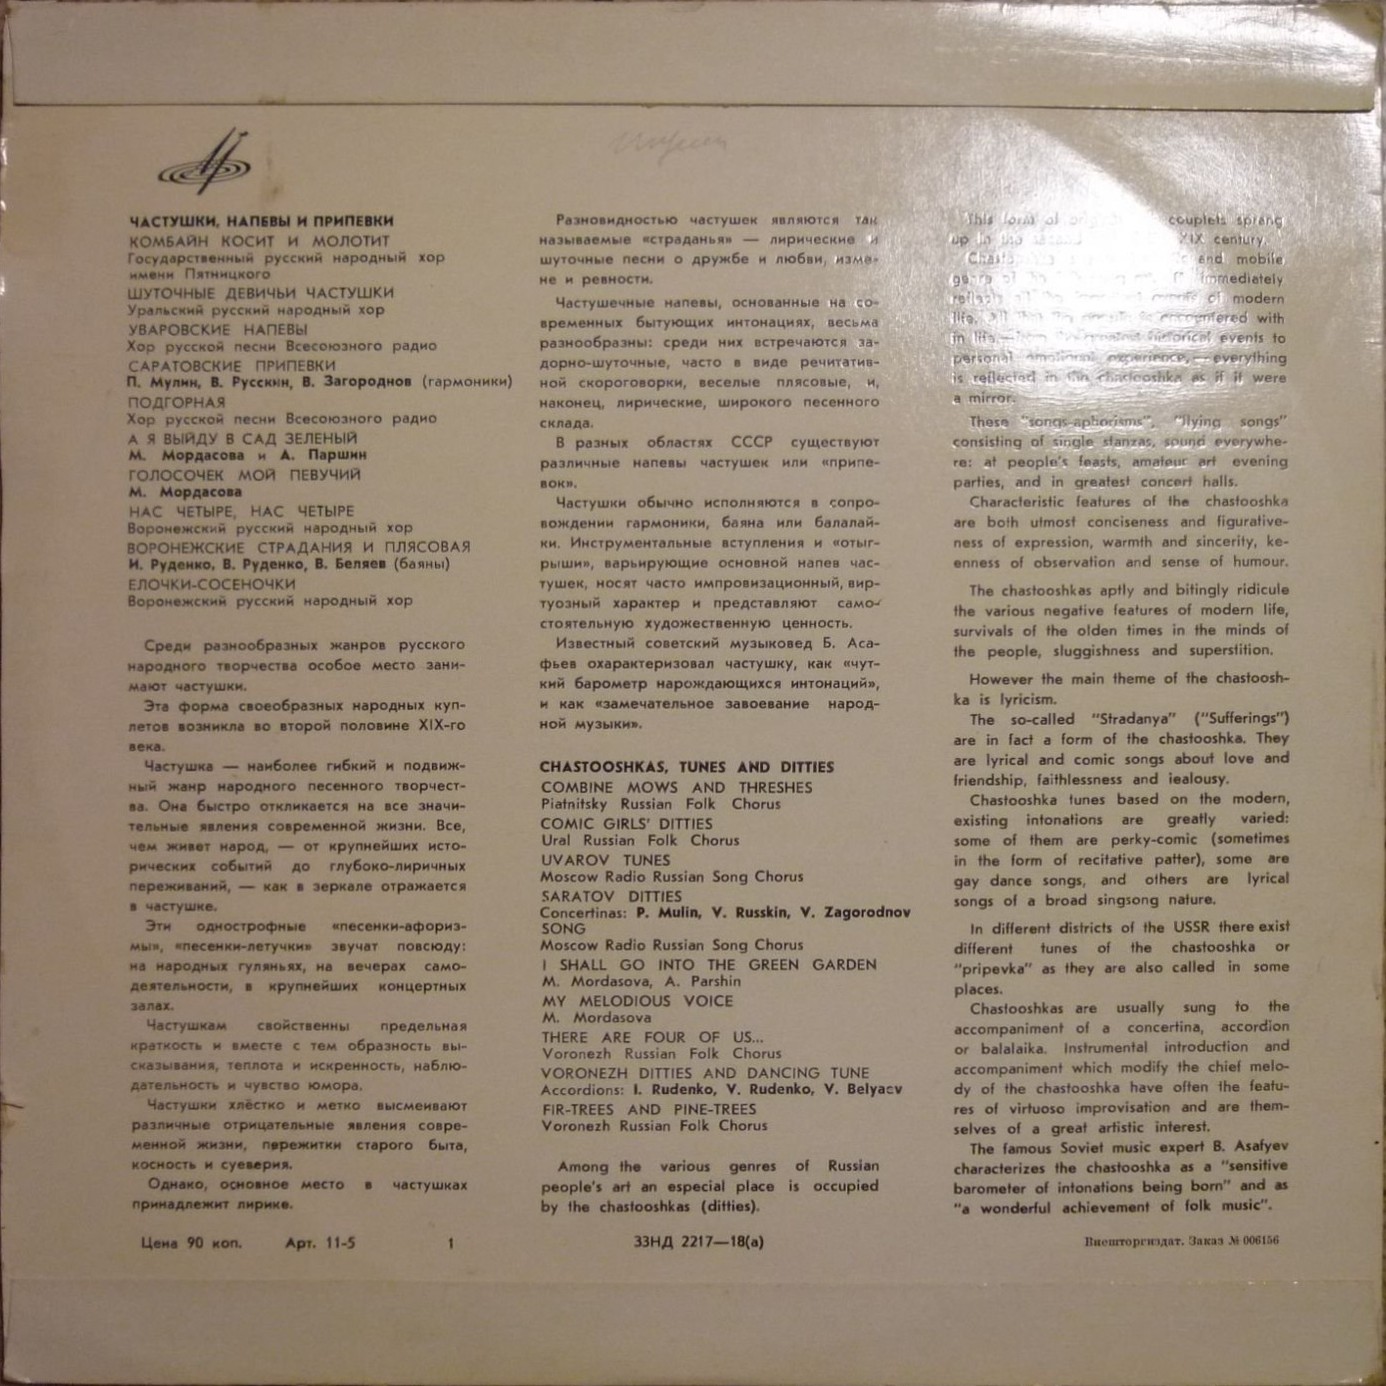 ЧАСТУШКИ, НАПЕВЫ И ПРИПЕВКИ
КОМБАЙН КОСИТ И МОЛОТИТ
Государственный русский народный хор
имени Пятницкого
ШУТОЧНЫЕ ДЕВИЧЬИ ЧАСТУШКИ
Уральский русский народный хор
УВАРОВСКИЕ НАПЕВЫ
Хор русской песни Всесоюзного радио
САРАТОВСКИЕ ПРИПЕВКИ
П. Мулин, В. Русскин, В. Загороднов (гармоники)
ПОДГОРНАЯ
Хор русской песни Всесоюзного радио
А Я ВЫЙДУ В САД ЗЕЛЕНЫЙ
М. Мордасова и А. Паршин
ГОЛОСОЧЕК МОЙ ПЕВУЧИЙ
М. Мордасова
НАС ЧЕТЫРЕ, НАС ЧЕТЫРЕ
Воронежский русский народный хор
ВОРОНЕЖСКИЕ СТРАДАНИЯ И ПЛЯСОВАЯ
И. Руденко, В. Руденко, В. Беляев (баяны)
ЕЛОЧКИ-СОСЕНОЧКИ
Воронежский русский народный хор
Среди разнообразных жанров русского
народного творчества особое место зани-
мают частушки.
Эта форма своеобразных народных куп-
летов возникла во второй половине XIX-го
века.
Частушка — наиболее гибкий и подвиж-
ный жанр народного песенного творчест-
ва. Она быстро откликается на все значи-
тельные явления современной жизни. Все,
чем живет народ, — от крупнейших исто-
рических событий до глубоко-лиричных
переживаний, — как в зеркале отражается
в частушке.
Эти однострофные «песенки-афориз-
мы», «песенки-летучки» звучат повсюду:
на народных гуляньях, на вечерах само-
деятельности, в крупнейших концертных
залах.
Частушкам свойственны предельная
краткость и вместе с тем образность вы-
сказывания, теплота и искренность, наблю-
дательность и чувство юмора.
Частушки хлёстко и метко высмеивают
различные отрицательные явления совре-
менной жизни, пережитки старого быта,
косность и суеверия.
Однако, основное место в частушках
принадлежит лирике.
Цена 90 коп. Арт. 11-5 1
Разновидностью частушек являются так
называемые «страданья» — лирические и
шуточные песни о дружбе и любви, изме-
не и ревности.
Частушечные напевы, основанные на со-
временных бытующих интонациях, весьма
разнообразны: среди них встречаются за-
дорно-шуточные, часто в виде речитатив-
ной скороговорки, веселые плясовые, и,
наконец, лирические, широкого песенного
склада.
В разных областях СССР существуют
различные напевы частушек или «припе-
вок».
Частушки обычно исполняются в сопро-
вождении гармоники, баяна или балалай-
ки. Инструментальные вступления и «отыг-
рыши», варьирующие основной напев час-
тушек, носят часто импровизационный, вир-
туозный характер и представляют само-
стоятельную художественную ценность.
Известный советский музыковед Б. Аса-
фьев охарактеризовал частушку, как «чут-
кий барометр нарождающихся интонаций»,
и как «замечательное завоевание народ-
ной музыки».
CHASTOOSHKAS, TUNES AND DITTIES
COMBINE MOWS AND THRESHES
Piatnitsky Russian Folk Chorus
COMIC GIRLS' DITTIES
Ural Russian Folk Chorus
UVAROV TUNES
Moscow Radio Russian Song Chorus
SARATOV DITTIES
Concertinas: P. Mulin, V. Russkin, V. Zagorodnov
SONG
Moscow Radio Russian Song Chorus
I SHALL GO INTO THE GREEN GARDEN
M. Mordasova, A. Parshin
MY MELODIOUS VOICE
M. Mordasova
THERE ARE FOUR OF US...
Voronezh Russian Folk Chorus
VORONEZH DITTIES AND DANCING TUNE
Accordions: I. Rudenko, V. Rudenko, V. Belyaev
FIR-TREES AND PINE-TREES
Voronezh Russian Folk Chorus
Among the various genres of Russian
people's art an especial place is occupied
by the chastooshkas (ditties).
33НД 2217—18(а)
This form of couplets sprang
up in the XIX century.
and mobile
immediately
of modern
life. encountered with
in life,—from historical events to
personal emotional experience,—everything
is reflected in the chastooshka as if it were
a mirror.
These "songs-aphorisms", "flying songs"
consisting of single stanzas, sound everywhe-
re: at people's feasts, amateur art evening
parties, and in greatest concert halls.
Characteristic features of the chastooshka
are both utmost conciseness and figurative-
ness of expression, warmth and sincerity, ke-
enness of observation and sense of humour.
The chastooshkas aptly and bitingly ridicule
the various negative features of modern life,
survivals of the olden times in the minds of
the people, sluggishness and superstition.
However the main theme of the chastoosh-
ka is lyricism.
The so-called "Stradanya" ("Sufferings")
are in fact a form of the chastooshka. They
are lyrical and comic songs about love and
friendship, faithlessness and iealousy.
Chastooshka tunes based on the modern,
existing intonations are greatly varied:
some of them are perky-comic (sometimes
in the form of recitative patter), some are
gay dance songs, and others are lyrical
songs of a broad singsong nature.
In different districts of the USSR there exist
different tunes of the chastooshka or
"pripevka" as they are also called in some
places.
Chastooshkas are usually sung to the
accompaniment of a concertina, accordion
or balalaika. Instrumental introduction and
accompaniment which modify the chief melo-
dy of the chastooshka have often the featu-
res of virtuoso improvisation and are them-
selves of a great artistic interest.
The famous Soviet music expert B. Asafyev
characterizes the chastooshka as a "sensitive
barometer of intonations being born" and as
"a wonderful achievement of folk music".
Внешторгиздат. Заказ № 006156